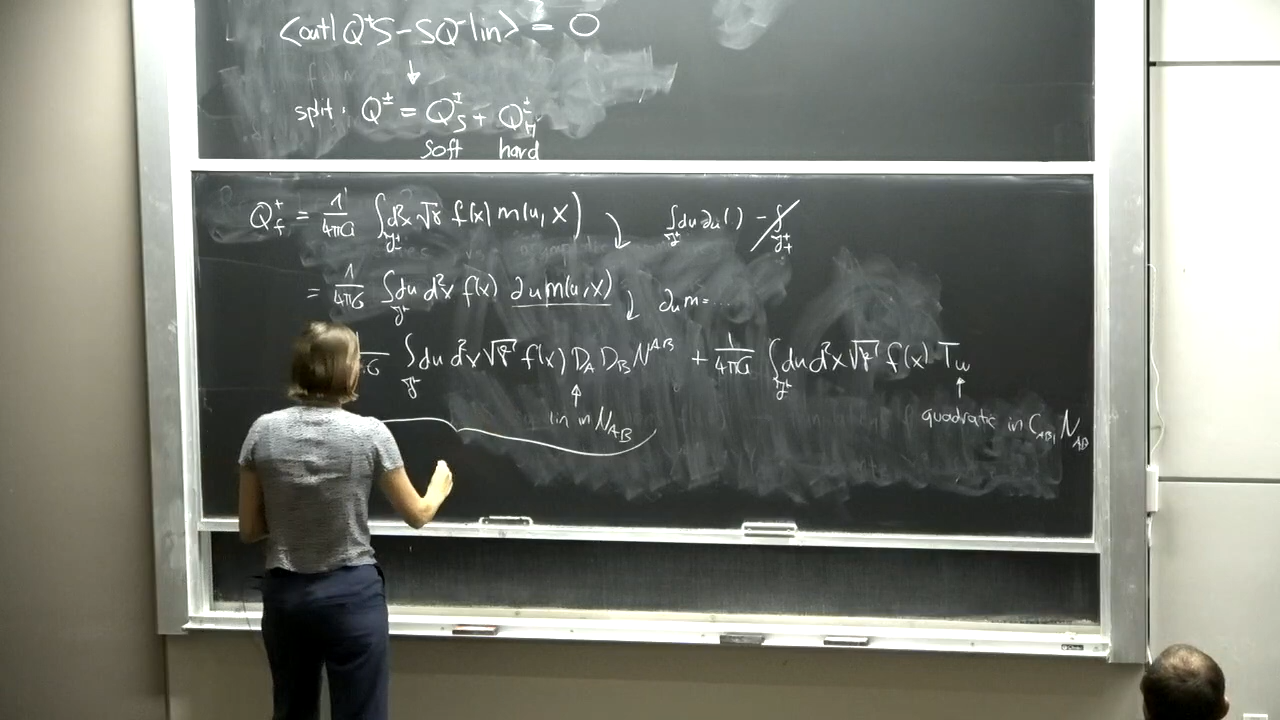 <out|Q⁺S-SQ⁻|in> = 0
↓
split: Q^± = Q_S^± + Q_H^±
soft hard
Q_f^+ = 1/4πG ∫_{𝓘^+_-} d²x √γ f(x) m(u,x) ∫_{𝓘^+} du ∂_u( ) - ∫_{𝓘^+_+}
= 1/4πG ∫_{𝓘^+} du d²x f(x) ∂_u m(u,x) ∂_u m = ...
G ∫_{𝓘^+} du d²x √γ f(x) D_A D_B N^{AB} + 1/4πG ∫_{𝓘^+} du d²x √γ f(x) T_{uu}
↑ ↑
lin in N_{AB} quadratic in C_{AB}, N_{AB}